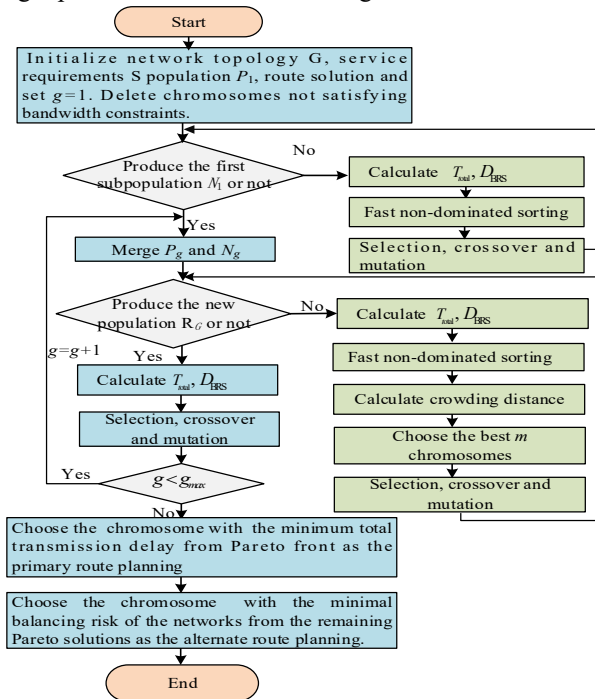 Start
Initialize network topology G, service
requirements S population P1, route solution and
set g=1. Delete chromosomes not satisfying
bandwidth constraints.
Produce the first
subpopulation N1 or not
No
Calculate Ttotal, DBRS
Fast non-dominated sorting
Selection, crossover and
mutation
Yes
Merge Pg and Ng
Produce the new
population RG or not
No
Calculate Ttotal, DBRS
Fast non-dominated sorting
Calculate crowding distance
Choose the best m
chromosomes
Selection, crossover and
mutation
g=g+1
Yes
Calculate Ttotal, DBRS
Selection, crossover
and mutation
Yes
g<gmax
No
Choose the chromosome with the minimum total
transmission delay from Pareto front as the
primary route planning
Choose the chromosome with the minimal
balancing risk of the networks from the remaining
Pareto solutions as the alternate route planning.
End